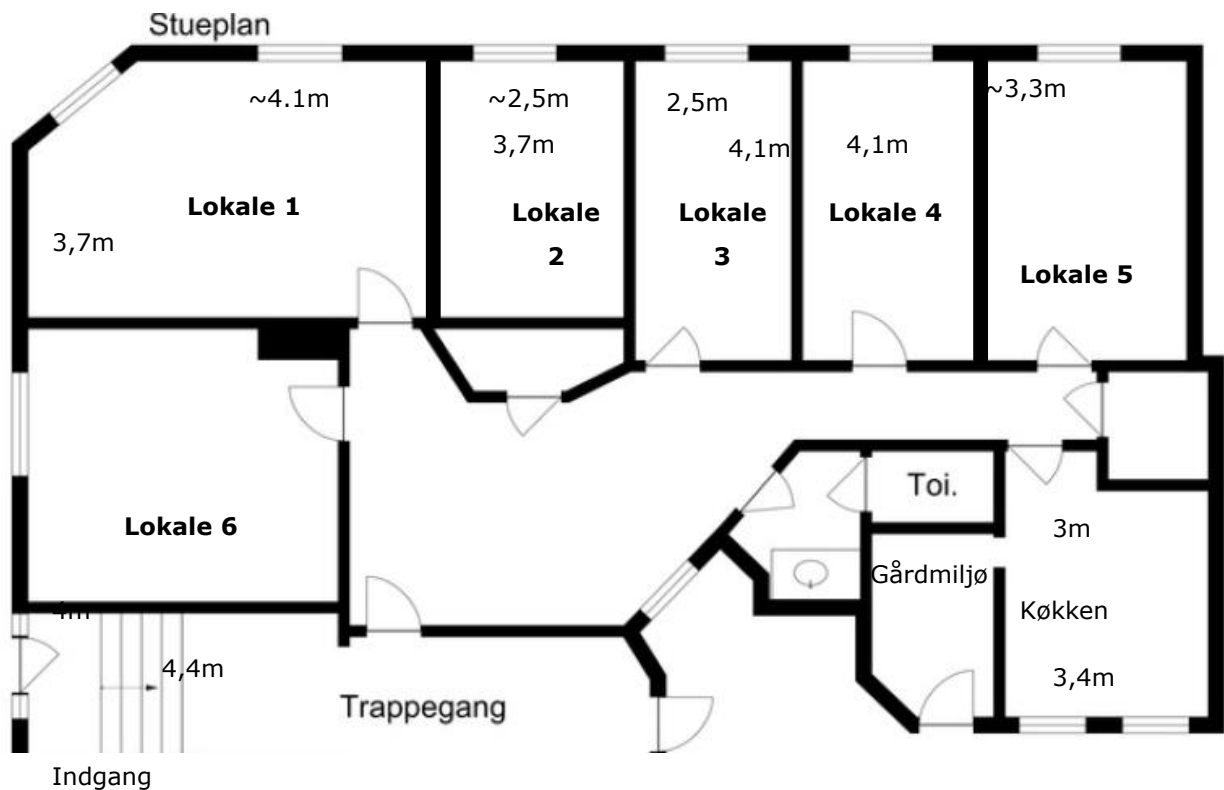 Stueplan
~4.1m
~2,5m
2,5m
~3,3m
3,7m
4,1m
4,1m
Lokale 1
Lokale
2
Lokale
3
Lokale 4
3,7m
Lokale 5
Lokale 6
Toi.
3m
Gårdmiljø
4m
Køkken
4,4m
3,4m
Trappegang
Indgang